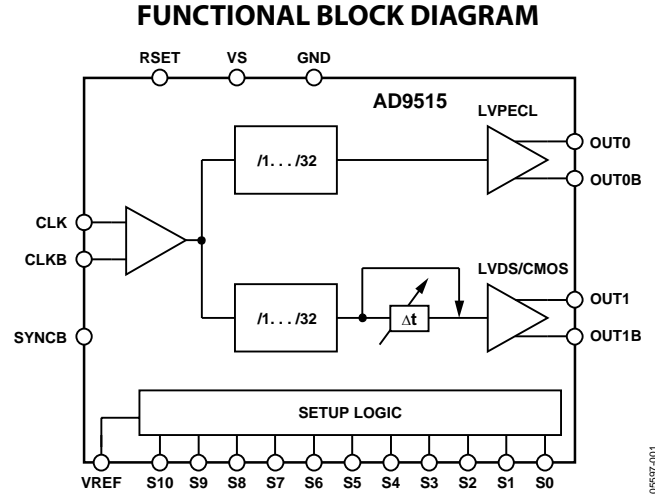 FUNCTIONAL BLOCK DIAGRAM
RSET VS GND
AD9515
LVPECL
/1. . . /32
OUT0
OUT0B
CLK
CLKB
LVDS/CMOS
/1. . . /32
Δt
OUT1
OUT1B
SYNCB
SETUP LOGIC
VREF S10 S9 S8 S7 S6 S5 S4 S3 S2 S1 S0
05597-001